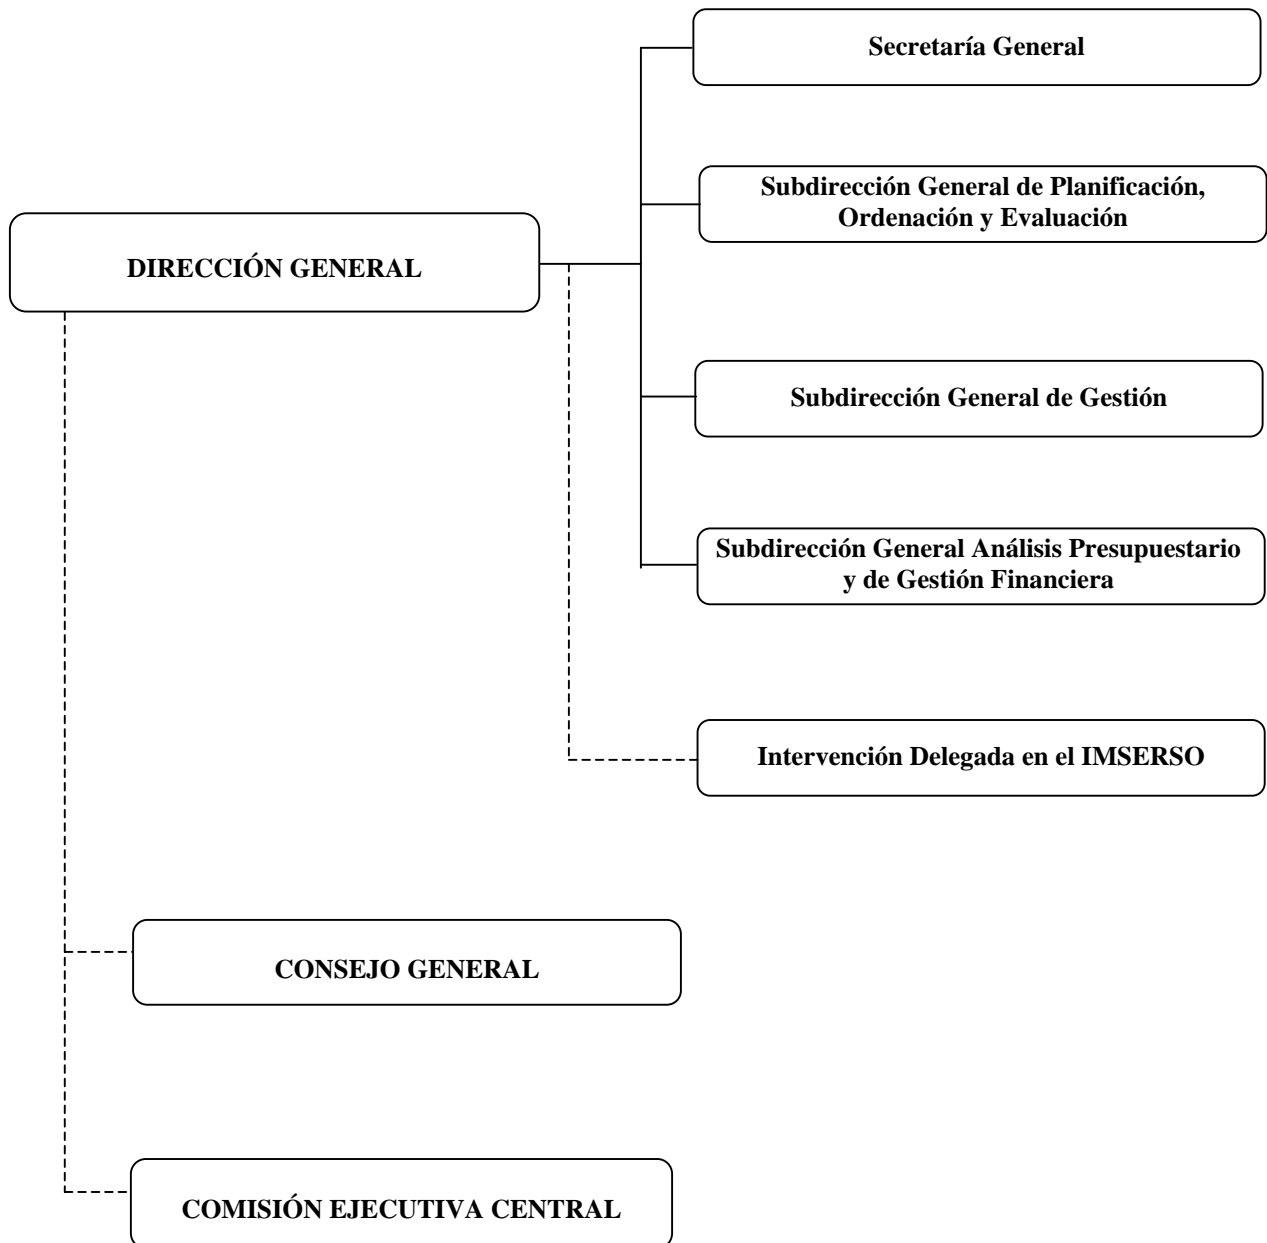 Secretaría General
Subdirección General de Planificación,
Ordenación y Evaluación
DIRECCIÓN GENERAL
Subdirección General de Gestión
Subdirección General Análisis Presupuestario
y de Gestión Financiera
Intervención Delegada en el IMSERSO
CONSEJO GENERAL
COMISIÓN EJECUTIVA CENTRAL